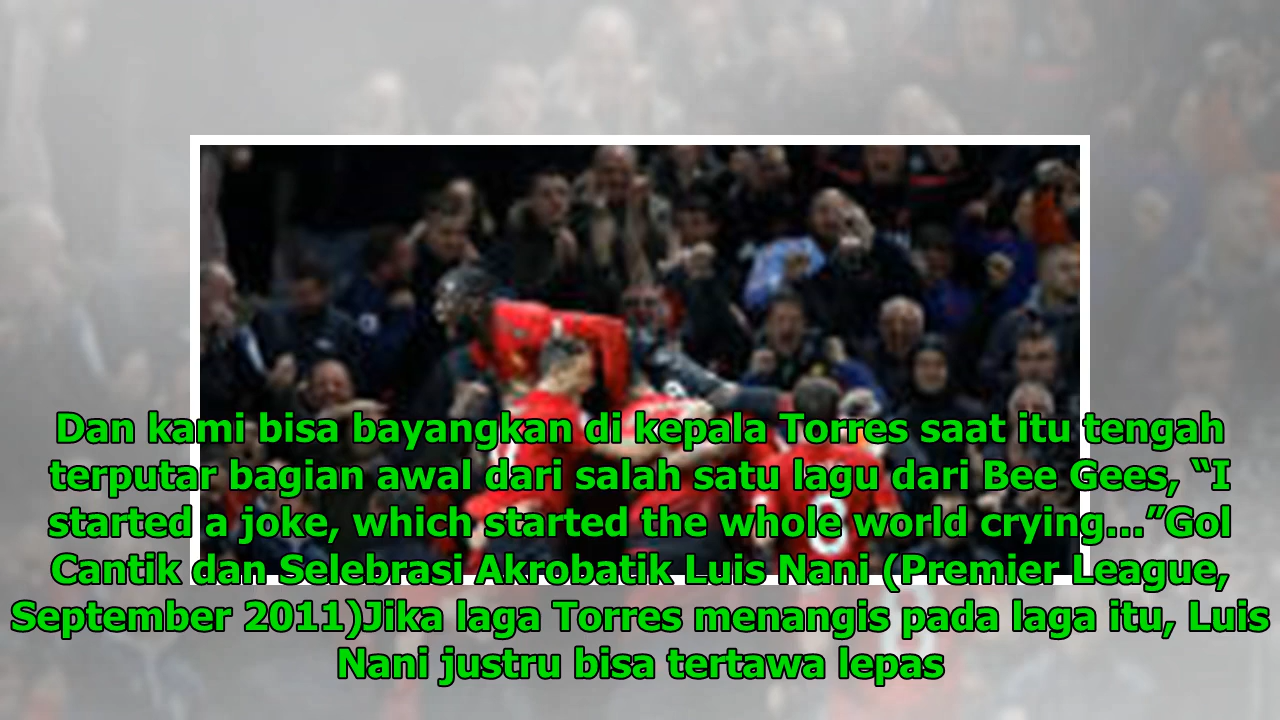 Dan kami bisa bayangkan di kepala Torres saat itu tengah
terputar bagian awal dari salah satu lagu dari Bee Gees, “I
started a joke, which started the whole world crying...”Gol
Cantik dan Selebrasi Akrobatik Luis Nani (Premier League,
September 2011)Jika laga Torres menangis pada laga itu, Luis
Nani justru bisa tertawa lepas